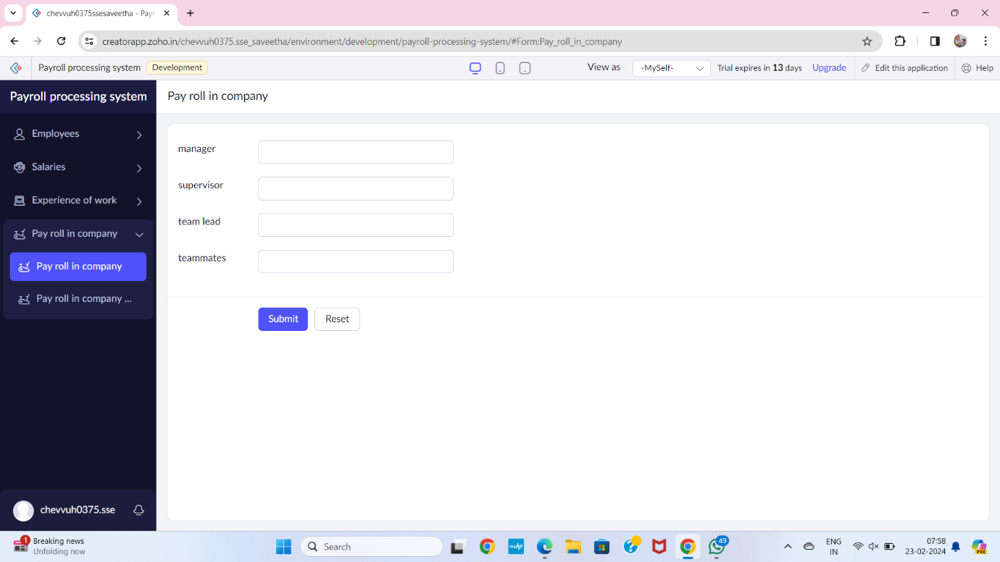 chevvuh0375ssesaveetha - Payr
creatorapp.zoho.in/chevvuh0375.sse_saveetha/environment/development/payroll-processing-system/#Form:Pay_roll_in_company
Payroll processing system Development View as -MySelf- Trial expires in 13 days Upgrade Edit this application Help
Payroll processing system
Employees
Salaries
Experience of work
Pay roll in company
Pay roll in company
Pay roll in company ...
chevvuh0375.sse
Pay roll in company
manager
supervisor
team lead
teammates
Submit Reset
1
Breaking news
Unfolding now
Search
myhp
49
ENG
IN
07:58
23-02-2024
PRE